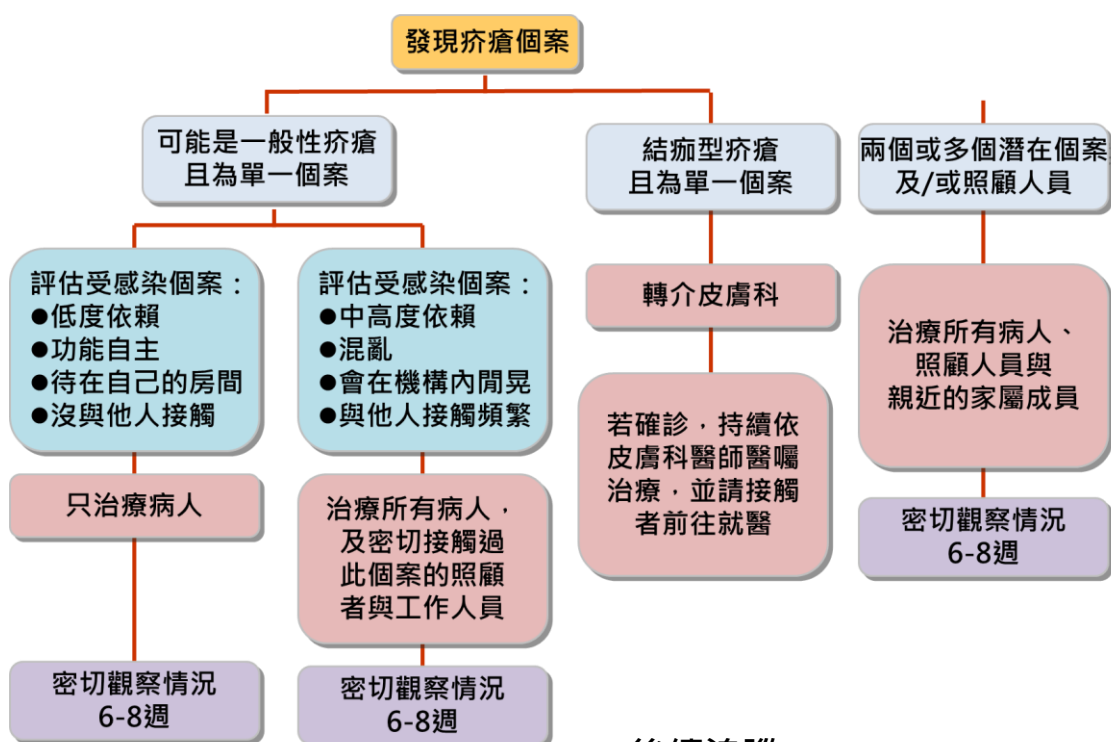 發現疥瘡個案
可能是一般性疥瘡
且為單一個案
結痂型疥瘡
且為單一個案
兩個或多個潛在個案
及/或照顧人員
評估受感染個案：
●低度依賴
●功能自主
●待在自己的房間
●沒與他人接觸
評估受感染個案：
●中高度依賴
●混亂
●會在機構內閒晃
●與他人接觸頻繁
轉介皮膚科
治療所有病人、
照顧人員與
親近的家屬成員
只治療病人
治療所有病人，
及密切接觸過
此個案的照顧
者與工作人員
若確診，持續依
皮膚科醫師醫囑
治療，並請接觸
者前往就醫
密切觀察情況
6-8週
密切觀察情況
6-8週
密切觀察情況
6-8週